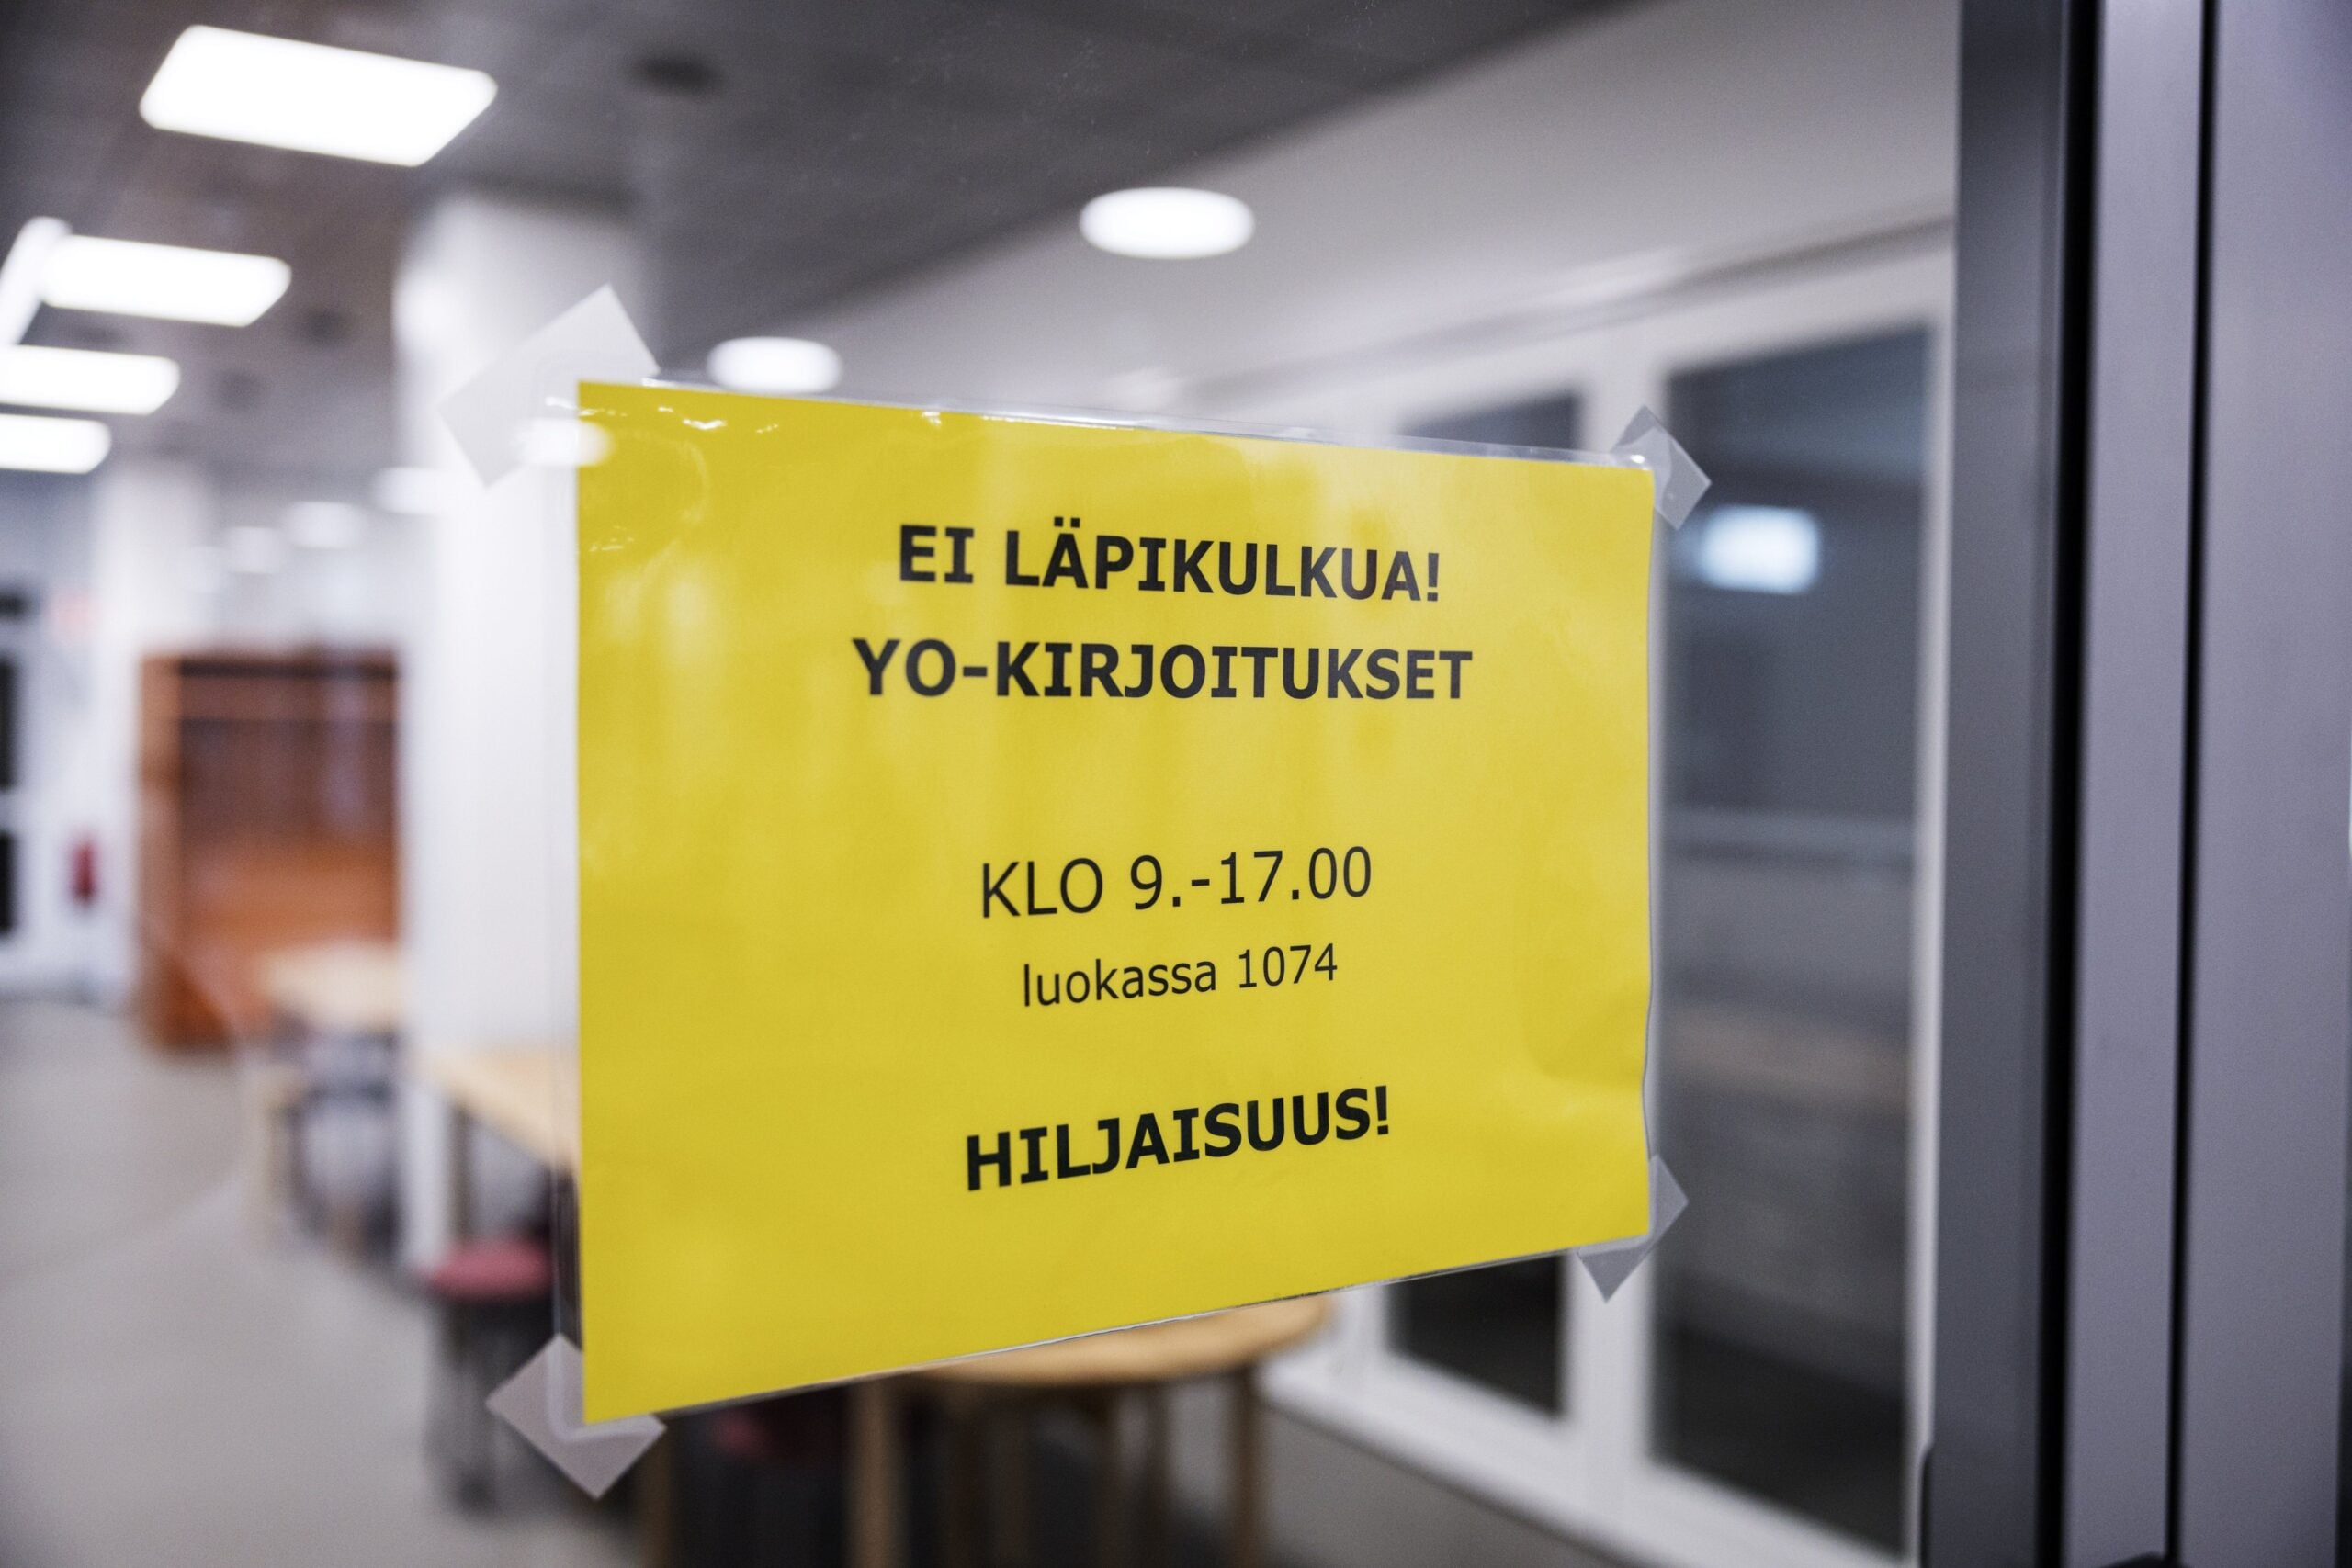 EI LÄPIKULKUA!
YO-KIRJOITUKSET
KLO 9.-17.00
luokassa 1074
HILJAISUUS!